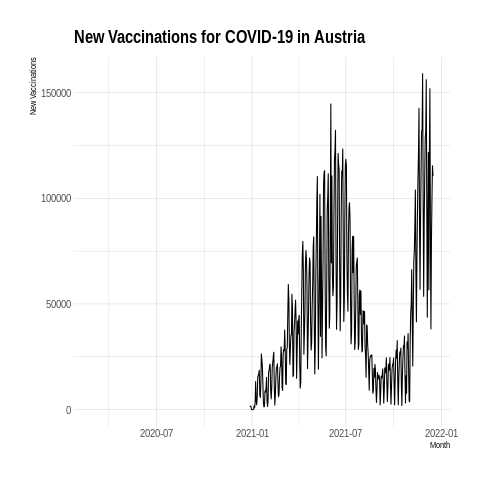 New Vaccinations for COVID-19 in Austria
New Vaccinations
150000
100000
50000
0
2020-07
2021-01
2021-07
2022-01
Month